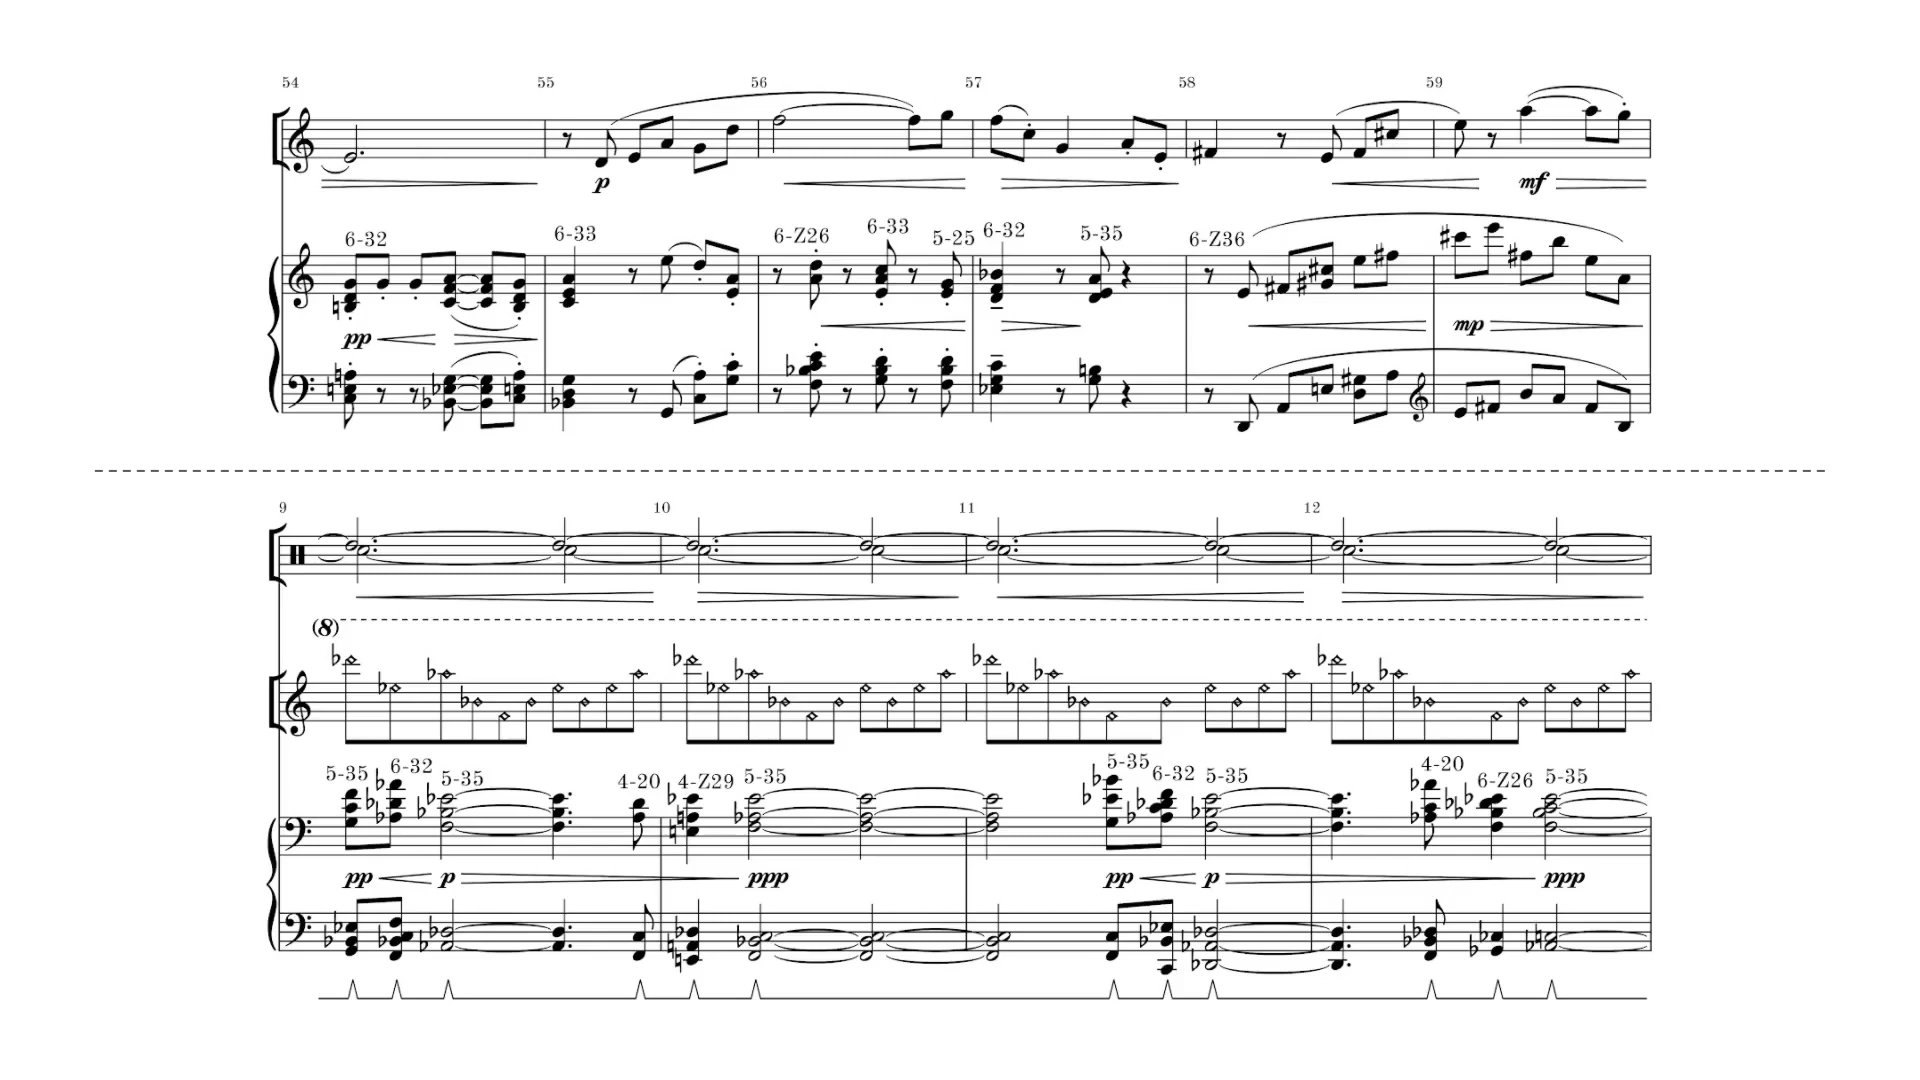 54 55 56 57 58 59
p mf
6-32 6-33 6-Z26 6-33 5-25 6-32 5-35 6-Z36
pp mp
9 10 11 12
(8)
5-35 6-32 5-35 4-20 4-Z29 5-35 5-35 6-32 5-35 4-20 6-Z26 5-35
pp p ppp pp p ppp